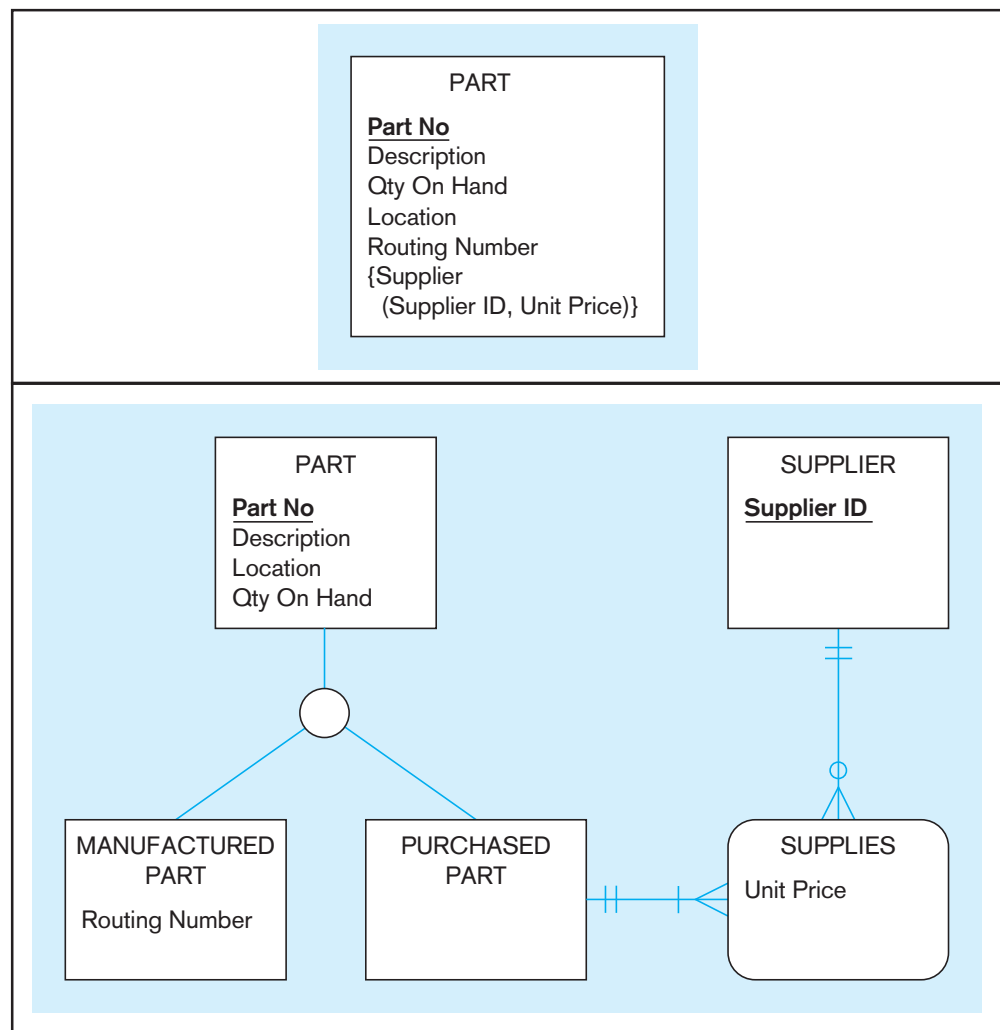 PART
Part No
Description
Qty On Hand
Location
Routing Number
{Supplier
(Supplier ID, Unit Price)}
PART
Part No
Description
Location
Qty On Hand
SUPPLIER
Supplier ID
MANUFACTURED
PART
Routing Number
PURCHASED
PART
SUPPLIES
Unit Price